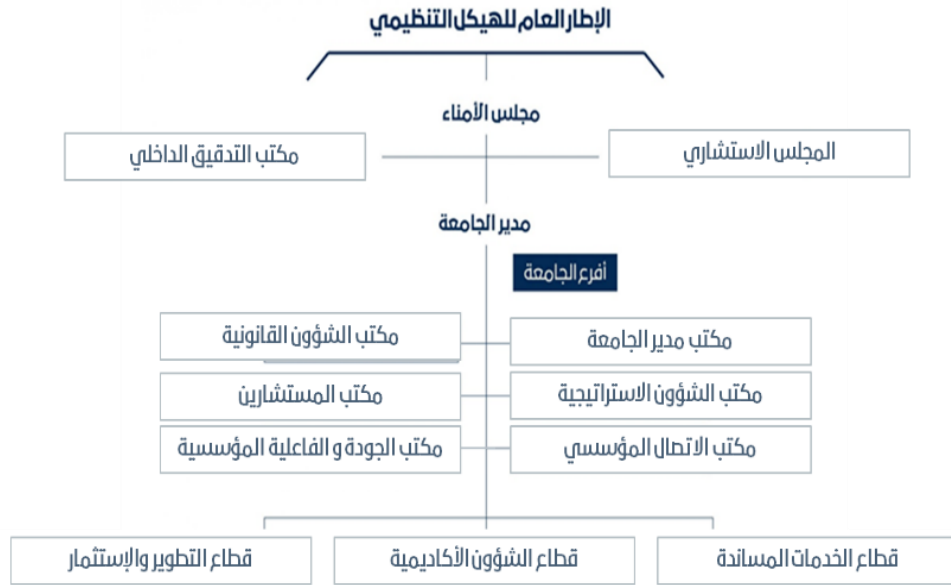 الإطار العام للهيكل التنظيمي
مجلس الأمناء
المجلس الاستشاري
مكتب التدقيق الداخلي
مدير الجامعة
أفرع الجامعة
مكتب مدير الجامعة
مكتب الشؤون القانونية
مكتب الشؤون الاستراتيجية
مكتب المستشارين
مكتب الاتصال المؤسسي
مكتب الجودة و الفاعلية المؤسسية
قطاع الخدمات المساندة
قطاع الشؤون الأكاديمية
قطاع التطوير والإستثمار